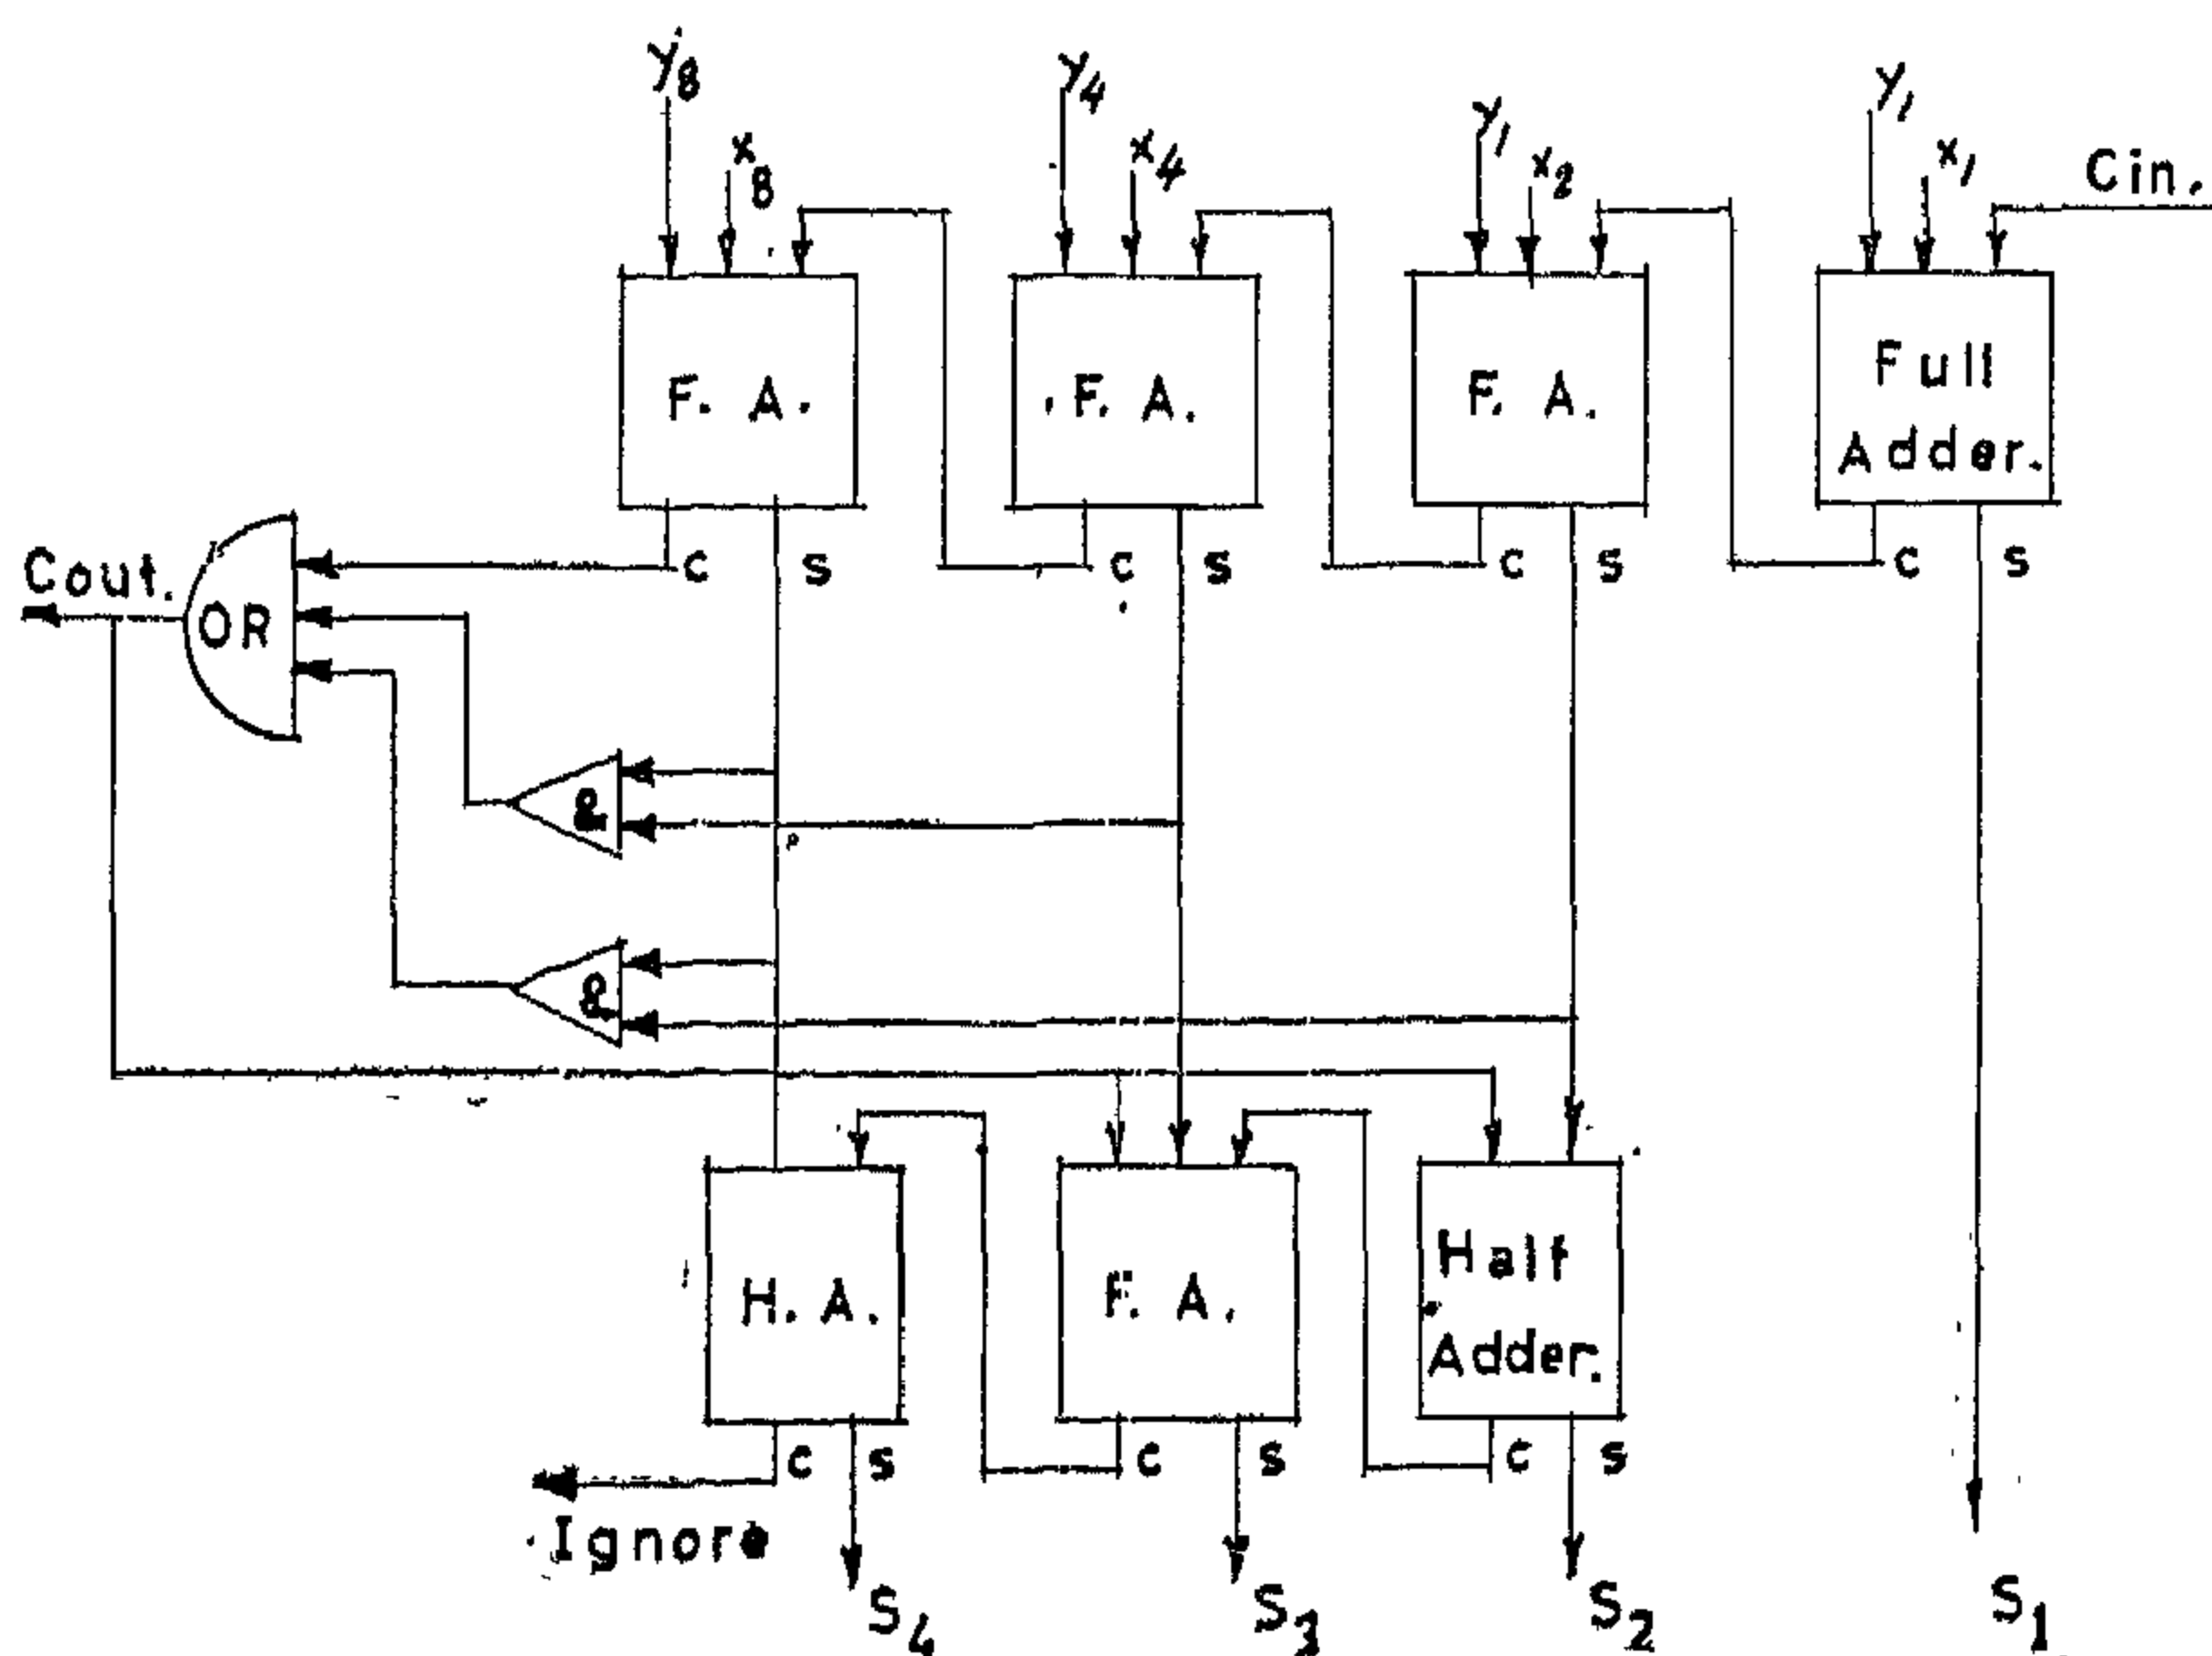 y8 x8 y4 x4 y1 x2 y1 x1 Cin.
F. A. F. A. F. A. Full Adder.
c s c s c s c s
Cout.
OR
&
&
H. A. F. A. Half Adder.
c s c s c s
Ignore
S4 S3 S2 S1